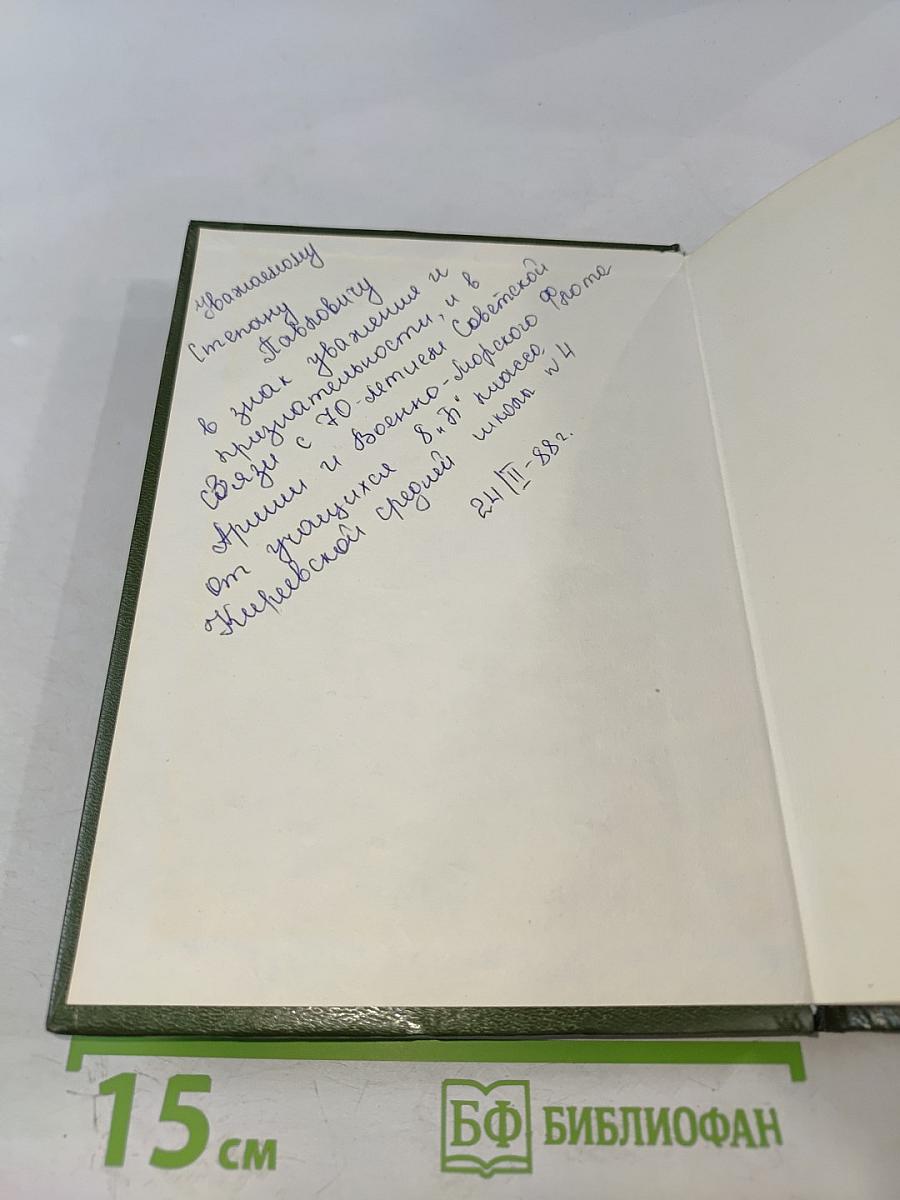 Уважаемому
Степану
Павловичу
в знак уважения и
признательности, и в
связи с 70-летием Советской
Армии и Военно-Морского Флота
от учащихся 8 „Б" класса
Киреевской средней школы N 4
24/II-88г.
15 см
БФ БИБЛИОФАН